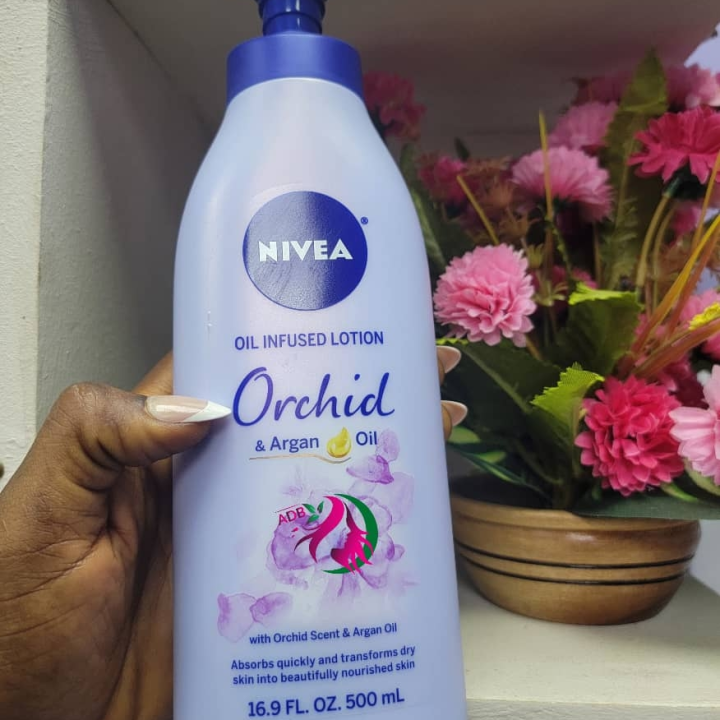 NIVEA®
OIL INFUSED LOTION
Orchid
& Argan Oil
ADB
with Orchid Scent & Argan Oil
Absorbs quickly and transforms dry
skin into beautifully nourished skin
16.9 FL. OZ. 500 mL